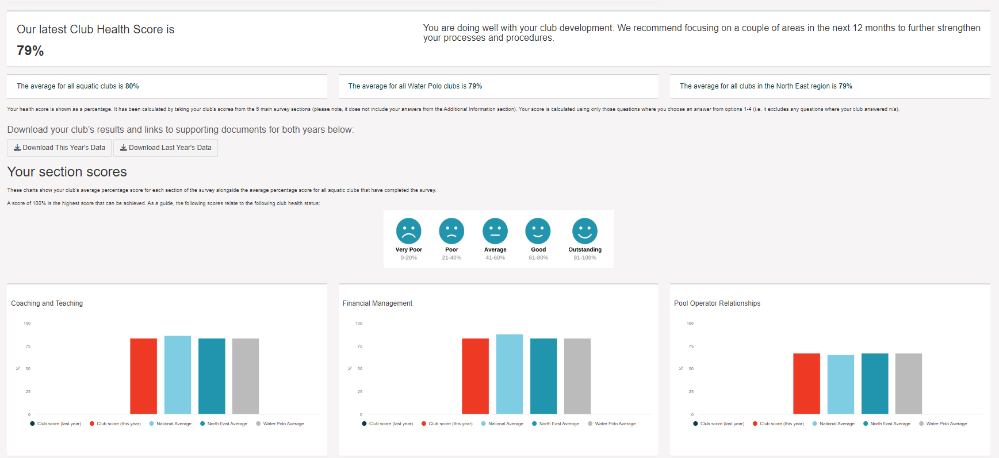 Our latest Club Health Score is
79%
You are doing well with your club development. We recommend focusing on a couple of areas in the next 12 months to further strengthen
your processes and procedures.
The average for all aquatic clubs is 80%
The average for all Water Polo clubs is 79%
The average for all clubs in the North East region is 79%
Your health score is shown as a percentage. It has been calculated by taking your club's scores from the 6 main survey sections (please note, it does not include your answers from the Additional Information section). Your score is calculated using only those questions where you choose an answer from options 1-4 (i.e. it excludes any questions where your club answered n/a).
Download your club's results and links to supporting documents for both years below:
Download This Year's Data
Download Last Year's Data
Your section scores
These charts show your club's average percentage score for each section of the survey alongside the average percentage score for all aquatic clubs that have completed the survey.
A score of 100% is the highest score that can be achieved. As a guide, the following scores relate to the following club health status:
Very Poor
0-20%
Poor
21-40%
Average
41-60%
Good
61-80%
Outstanding
81-100%
Coaching and Teaching
100
75
%
50
25
0
Club score (last year)
Club score (this year)
National Average
North East Average
Water Polo Average
Financial Management
100
75
%
50
25
0
Club score (last year)
Club score (this year)
National Average
North East Average
Water Polo Average
Pool Operator Relationships
100
75
%
50
25
0
Club score (last year)
Club score (this year)
National Average
North East Average
Water Polo Average